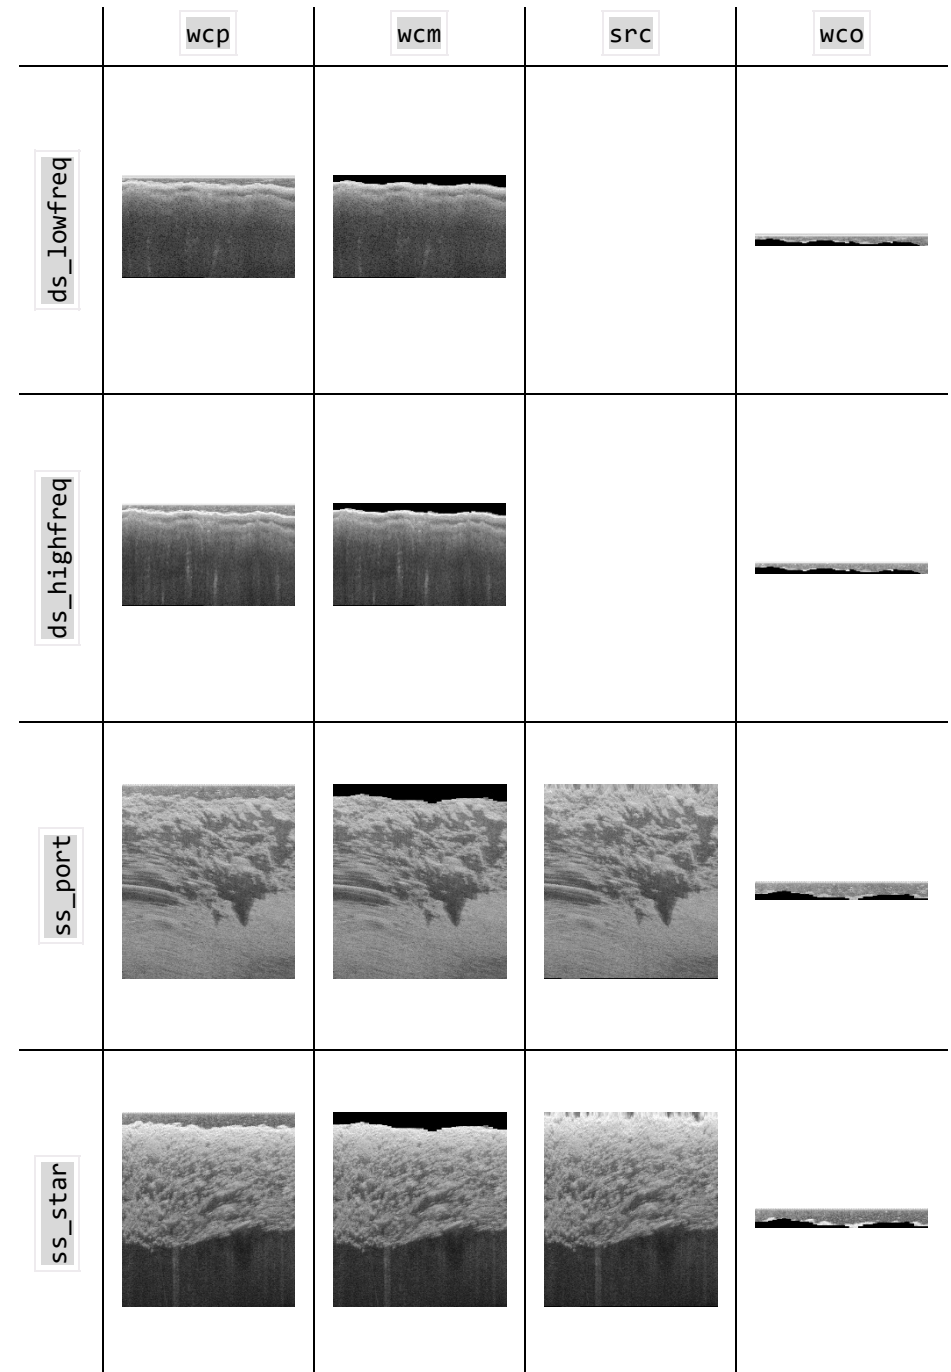 wcp
wcm
src
wco
ds_lowfreq
ds_highfreq
ss_port
ss_star